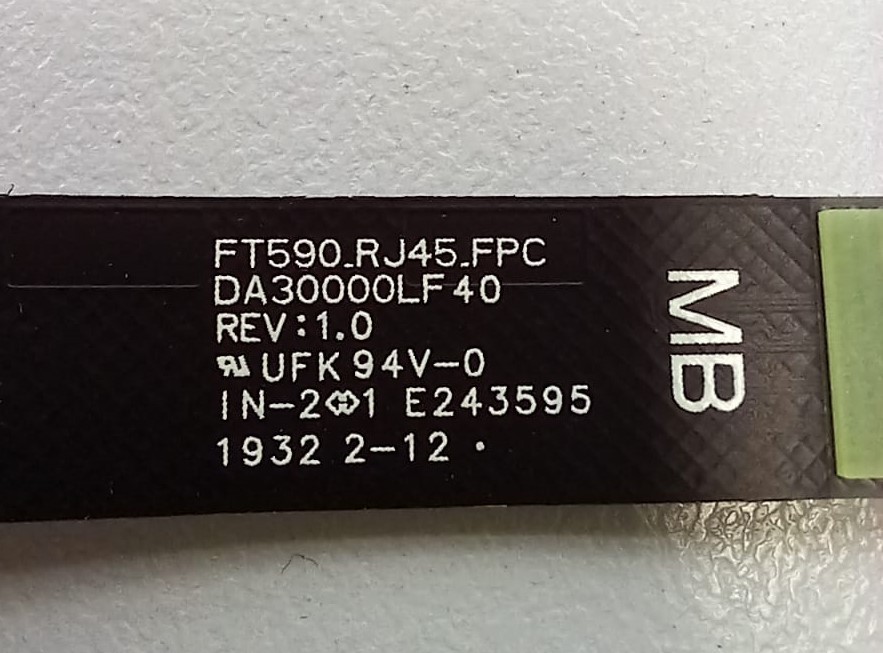 FT590_RJ45_FPC
DA30000LF40
REV:1.0
UFK 94V-0
IN-2⇔1 E243595
1932 2-12 ·
MB